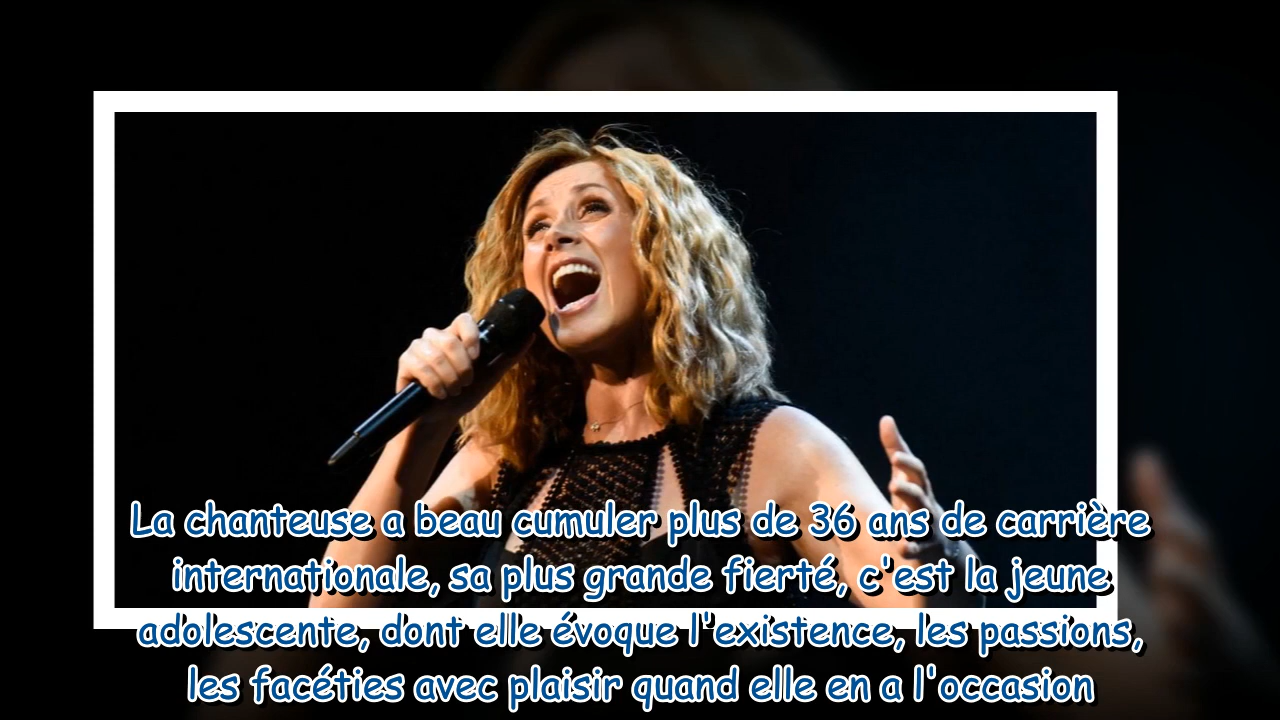 La chanteuse a beau cumuler plus de 36 ans de carrière
internationale, sa plus grande fierté, c'est la jeune
adolescente, dont elle évoque l'existence, les passions,
les facéties avec plaisir quand elle en a l'occasion